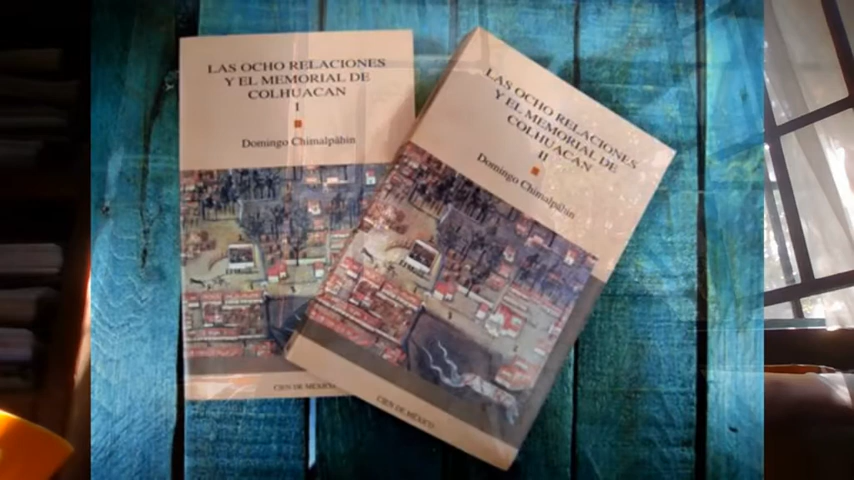 LAS OCHO RELACIONES
Y EL MEMORIAL DE
COLHUACAN
I
Domingo Chimalpáhin
CIEN DE MÉXICO
LAS OCHO RELACIONES
Y EL MEMORIAL DE
COLHUACAN
II
Domingo Chimalpáhin
CIEN DE MÉXICO